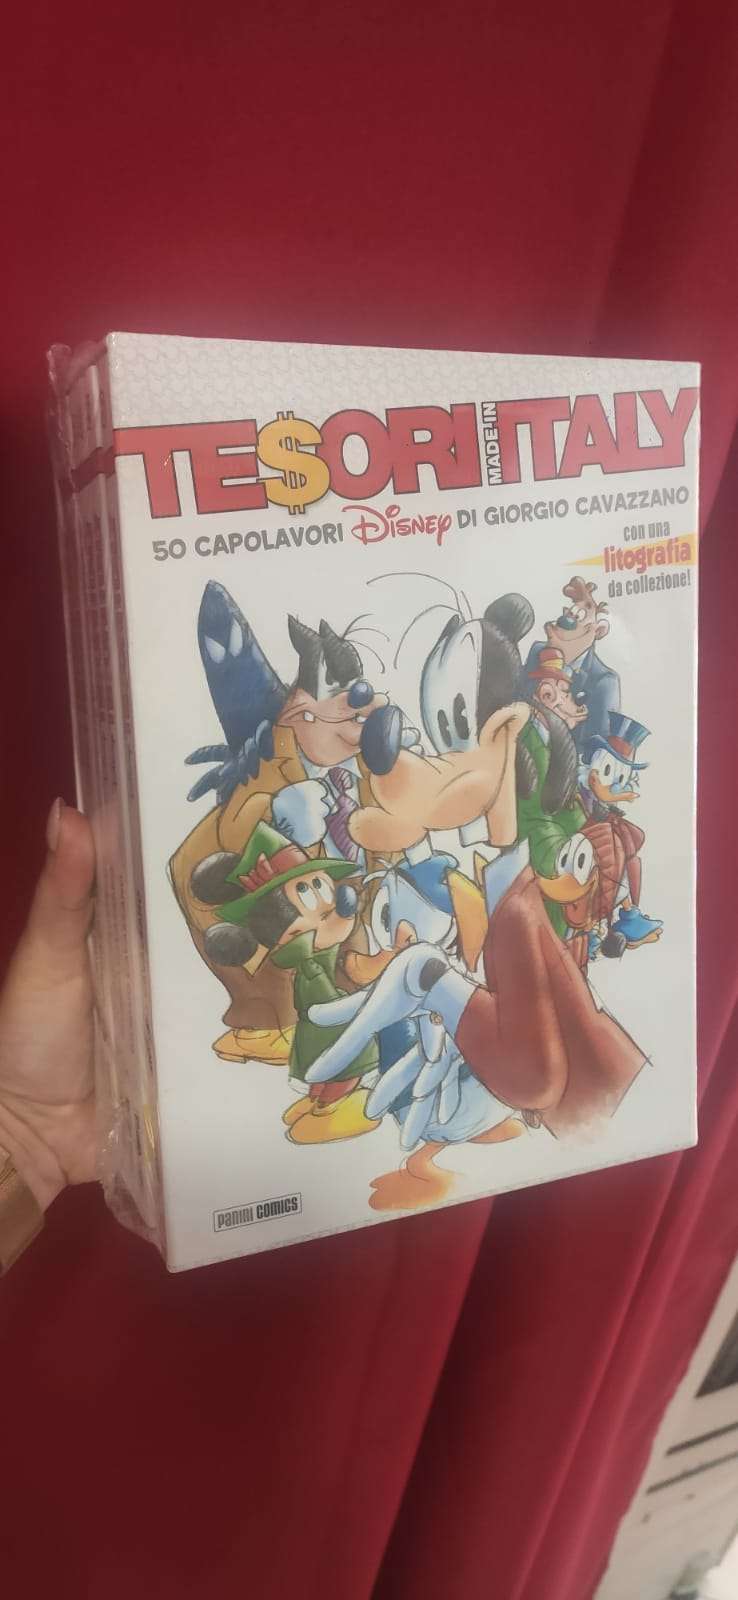 TE$ORI MADE IN ITALY
50 CAPOLAVORI DISNEY DI GIORGIO CAVAZZANO
con una
litografia
da collezione!
PANINI COMICS